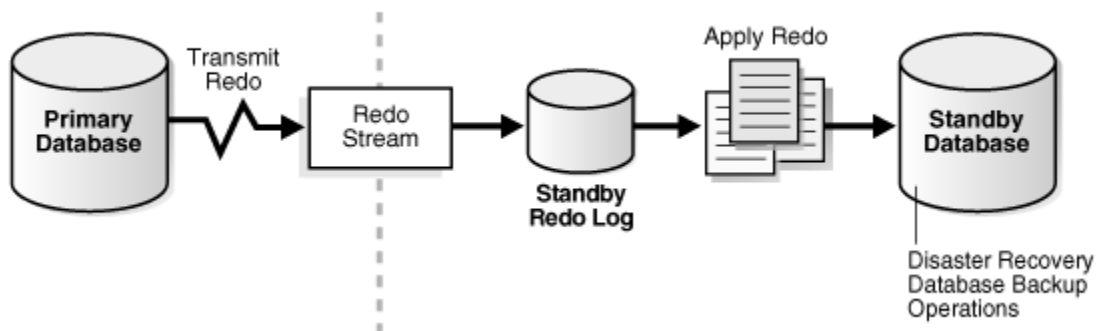 Primary
Database
Transmit
Redo
Redo
Stream
Standby
Redo Log
Apply Redo
Standby
Database
Disaster Recovery
Database Backup
Operations